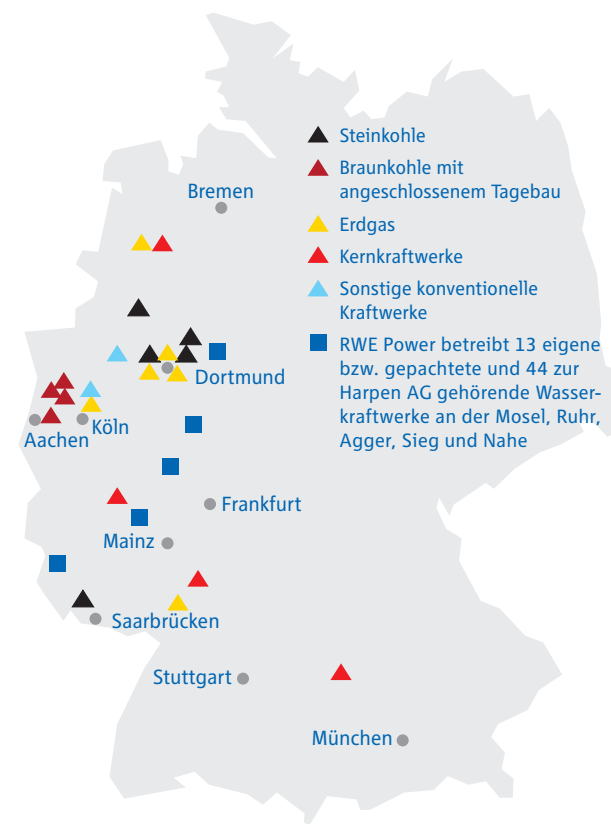 Steinkohle
Braunkohle mit
angeschlossenem Tagebau
Erdgas
Kernkraftwerke
Sonstige konventionelle
Kraftwerke
RWE Power betreibt 13 eigene
bzw. gepachtete und 44 zur
Harpen AG gehörende Wasser-
kraftwerke an der Mosel, Ruhr,
Agger, Sieg und Nahe
Bremen
Dortmund
Köln
Aachen
Frankfurt
Mainz
Saarbrücken
Stuttgart
München